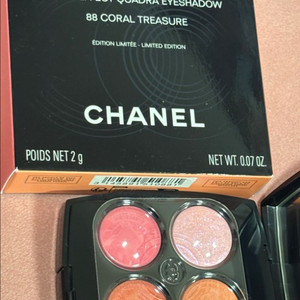 QUADRA EYESHADOW
88 CORAL TREASURE
ÉDITION LIMITÉE - LIMITED EDITION
CHANEL
POIDS NET 2 g
NET WT. 0.07 OZ.